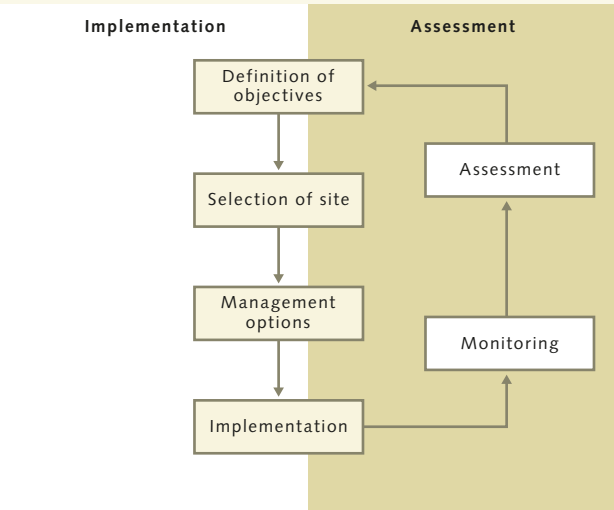 Implementation
Assessment
Definition of
objectives
Selection of site
Management
options
Implementation
Assessment
Monitoring